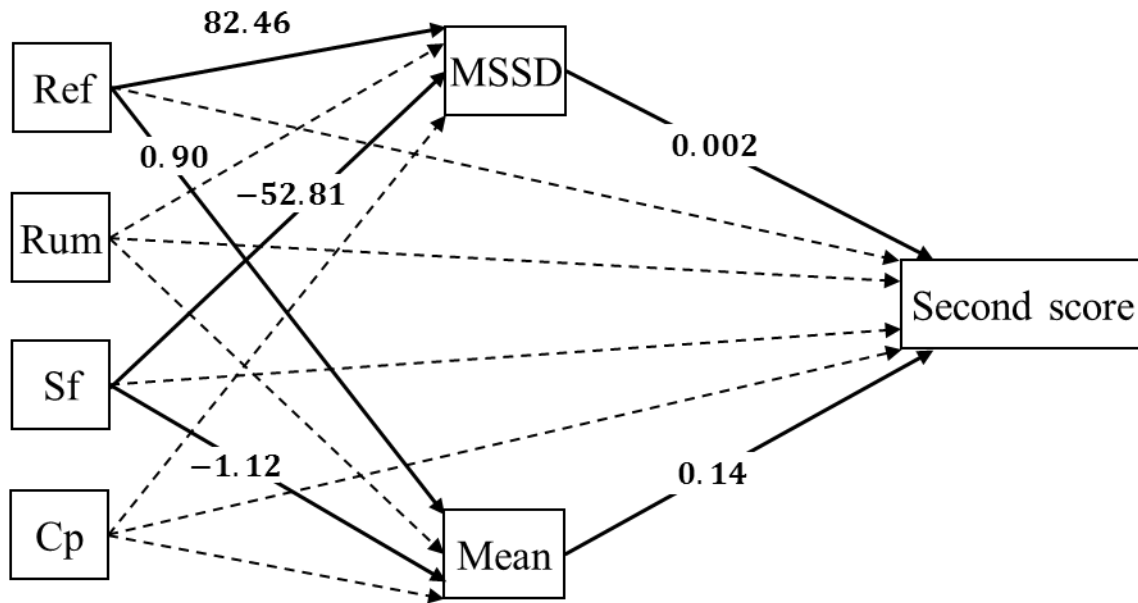 82.46
Ref
MSSD
0.90
0.002
−52.81
Rum
Second score
Sf
−1.12
0.14
Cp
Mean